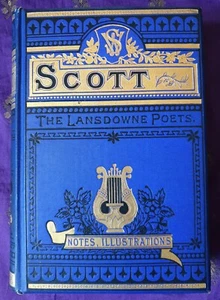 SCOTT
THE LANSDOWNE POETS.
NOTES, ILLUSTRATIONS